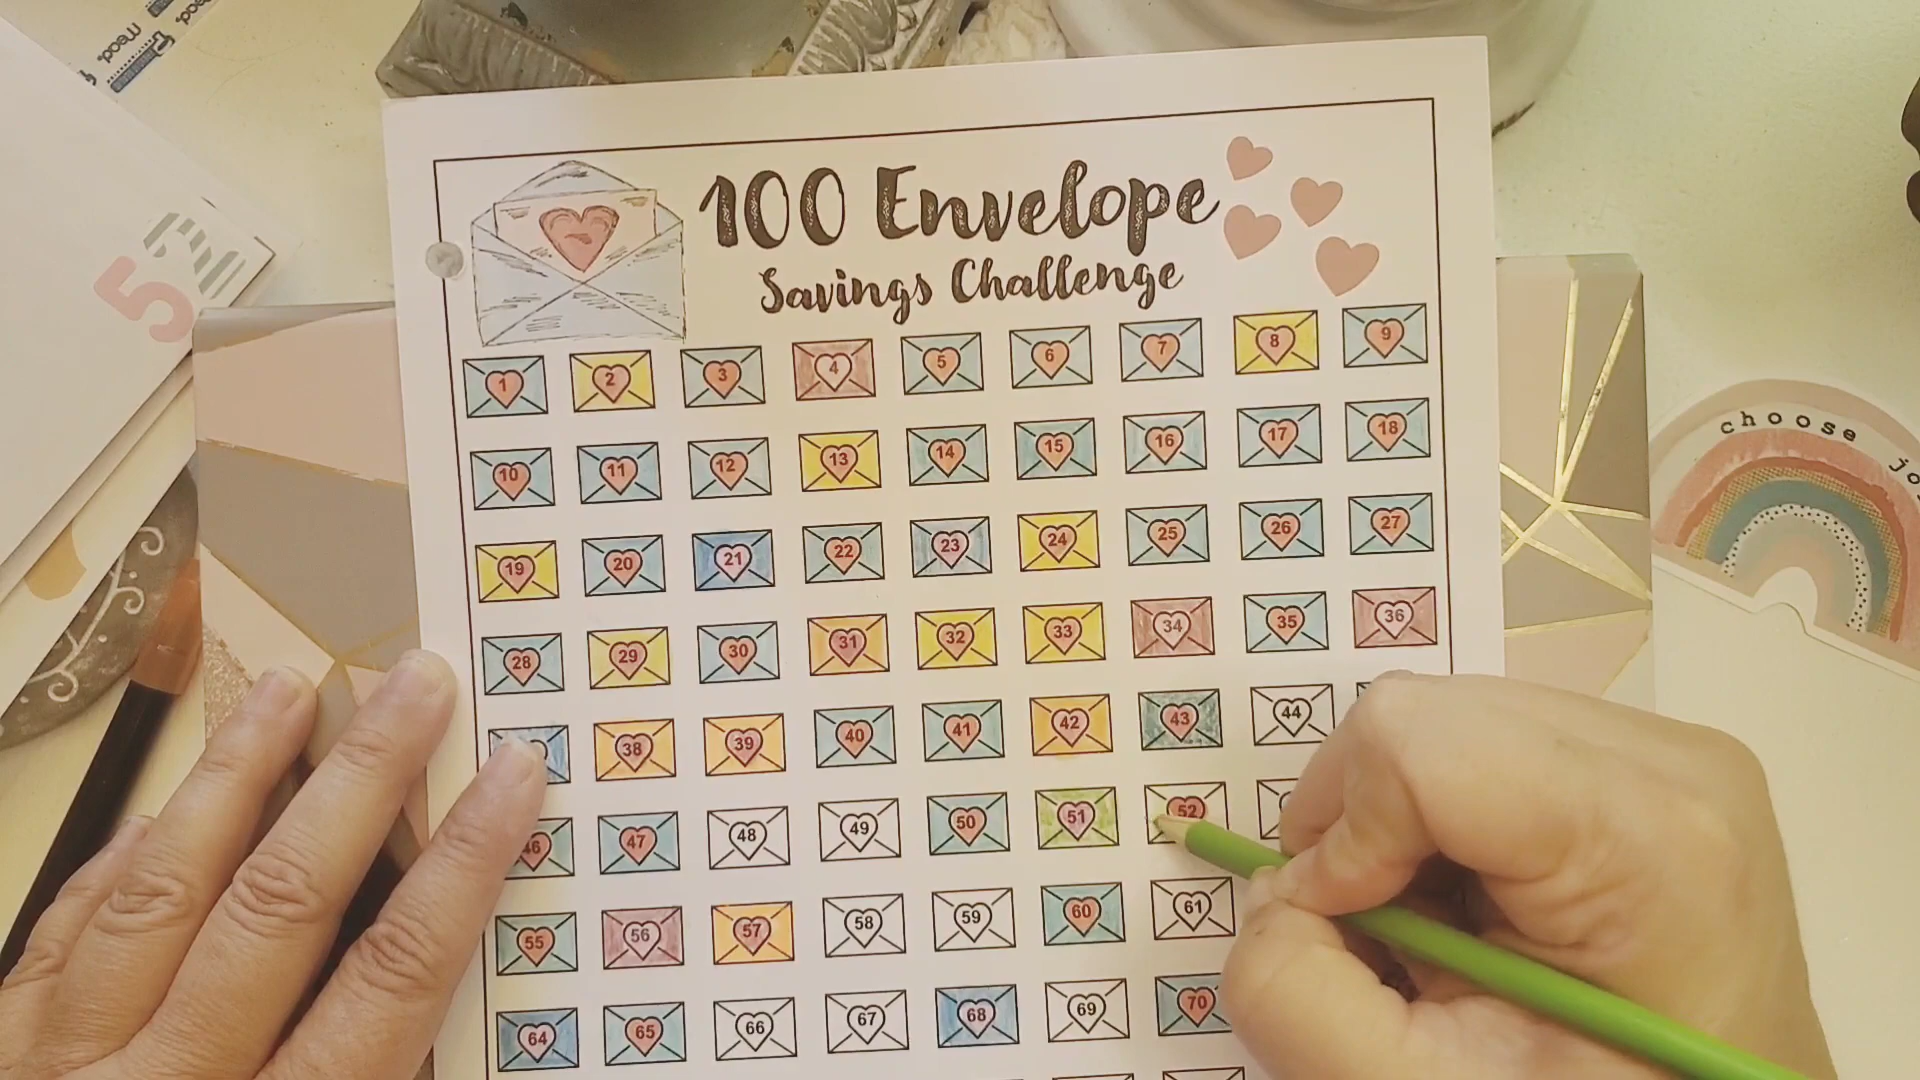 Mead.
52
100 Envelope
Savings Challenge
choose
1 2 3 4 5 6 7 8 9
10 11 12 13 14 15 16 17 18
19 20 21 22 23 24 25 26 27
28 29 30 31 32 33 34 35 36
38 39 40 41 42 43 44
46 47 48 49 50 51 52
55 56 57 58 59 60 61
64 65 66 67 68 69 70